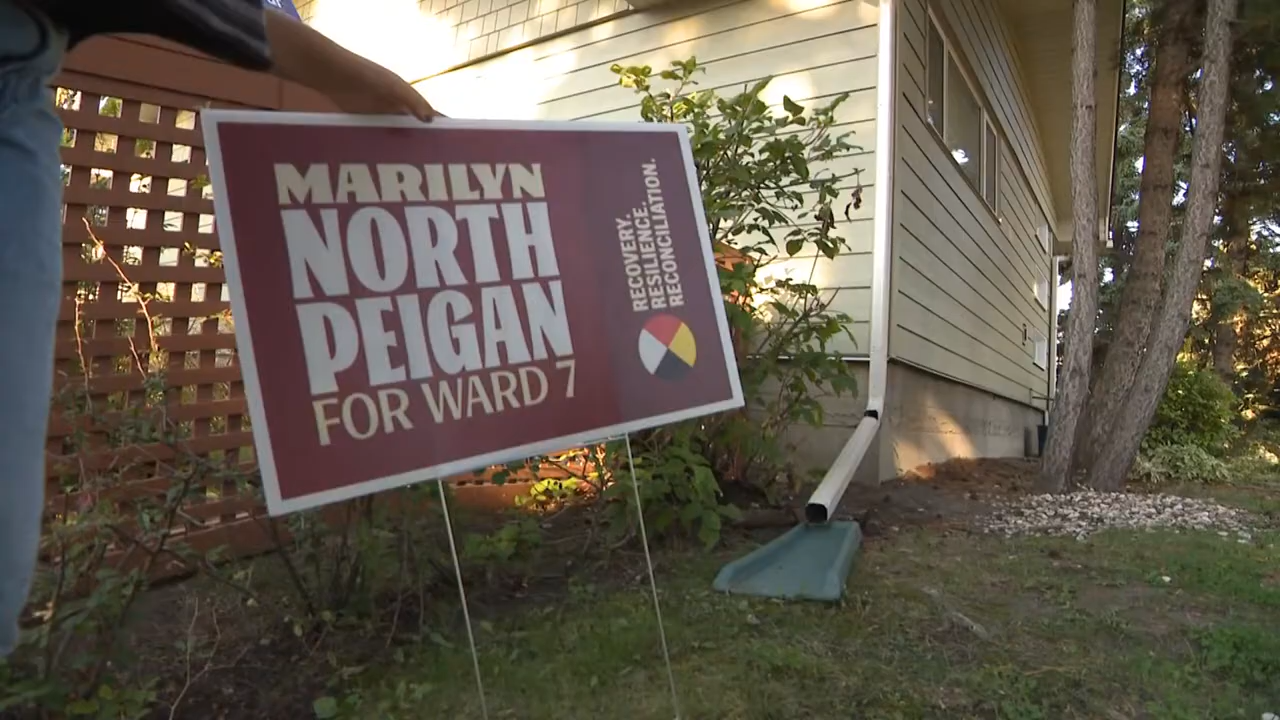 MARILYN
NORTH
PEIGAN
FOR WARD 7
RECOVERY.
RESILIENCE.
RECONCILIATION.